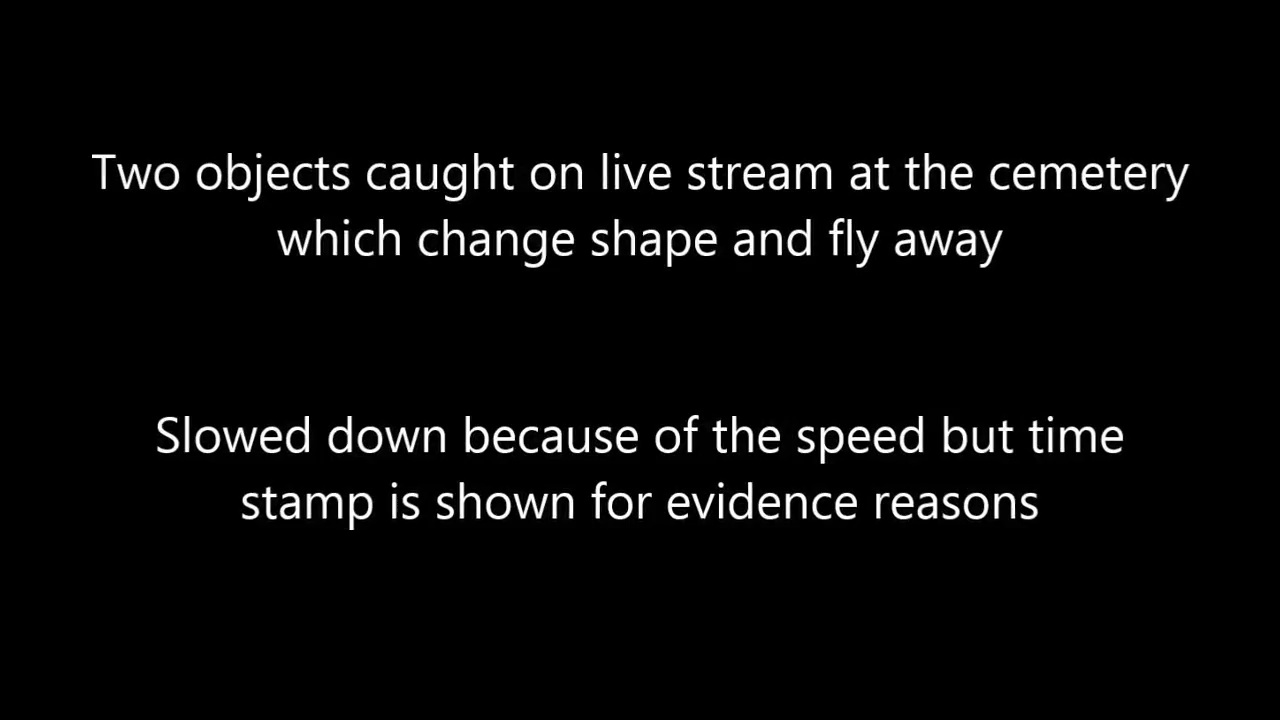 Two objects caught on live stream at the cemetery
which change shape and fly away
Slowed down because of the speed but time
stamp is shown for evidence reasons